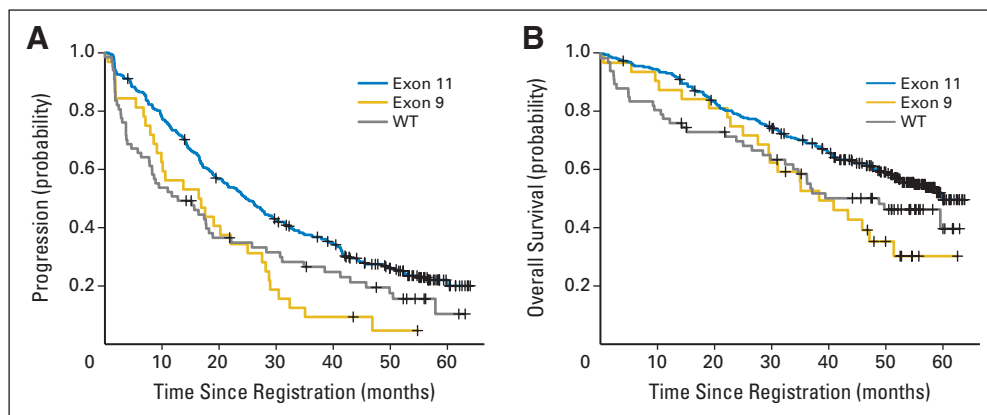 A
1.0
0.8
0.6
0.4
0.2
0
10
20
30
40
50
60
Progression (probability)
Time Since Registration (months)
Exon 11
Exon 9
WT
B
1.0
0.8
0.6
0.4
0.2
0
10
20
30
40
50
60
Overall Survival (probability)
Time Since Registration (months)
Exon 11
Exon 9
WT